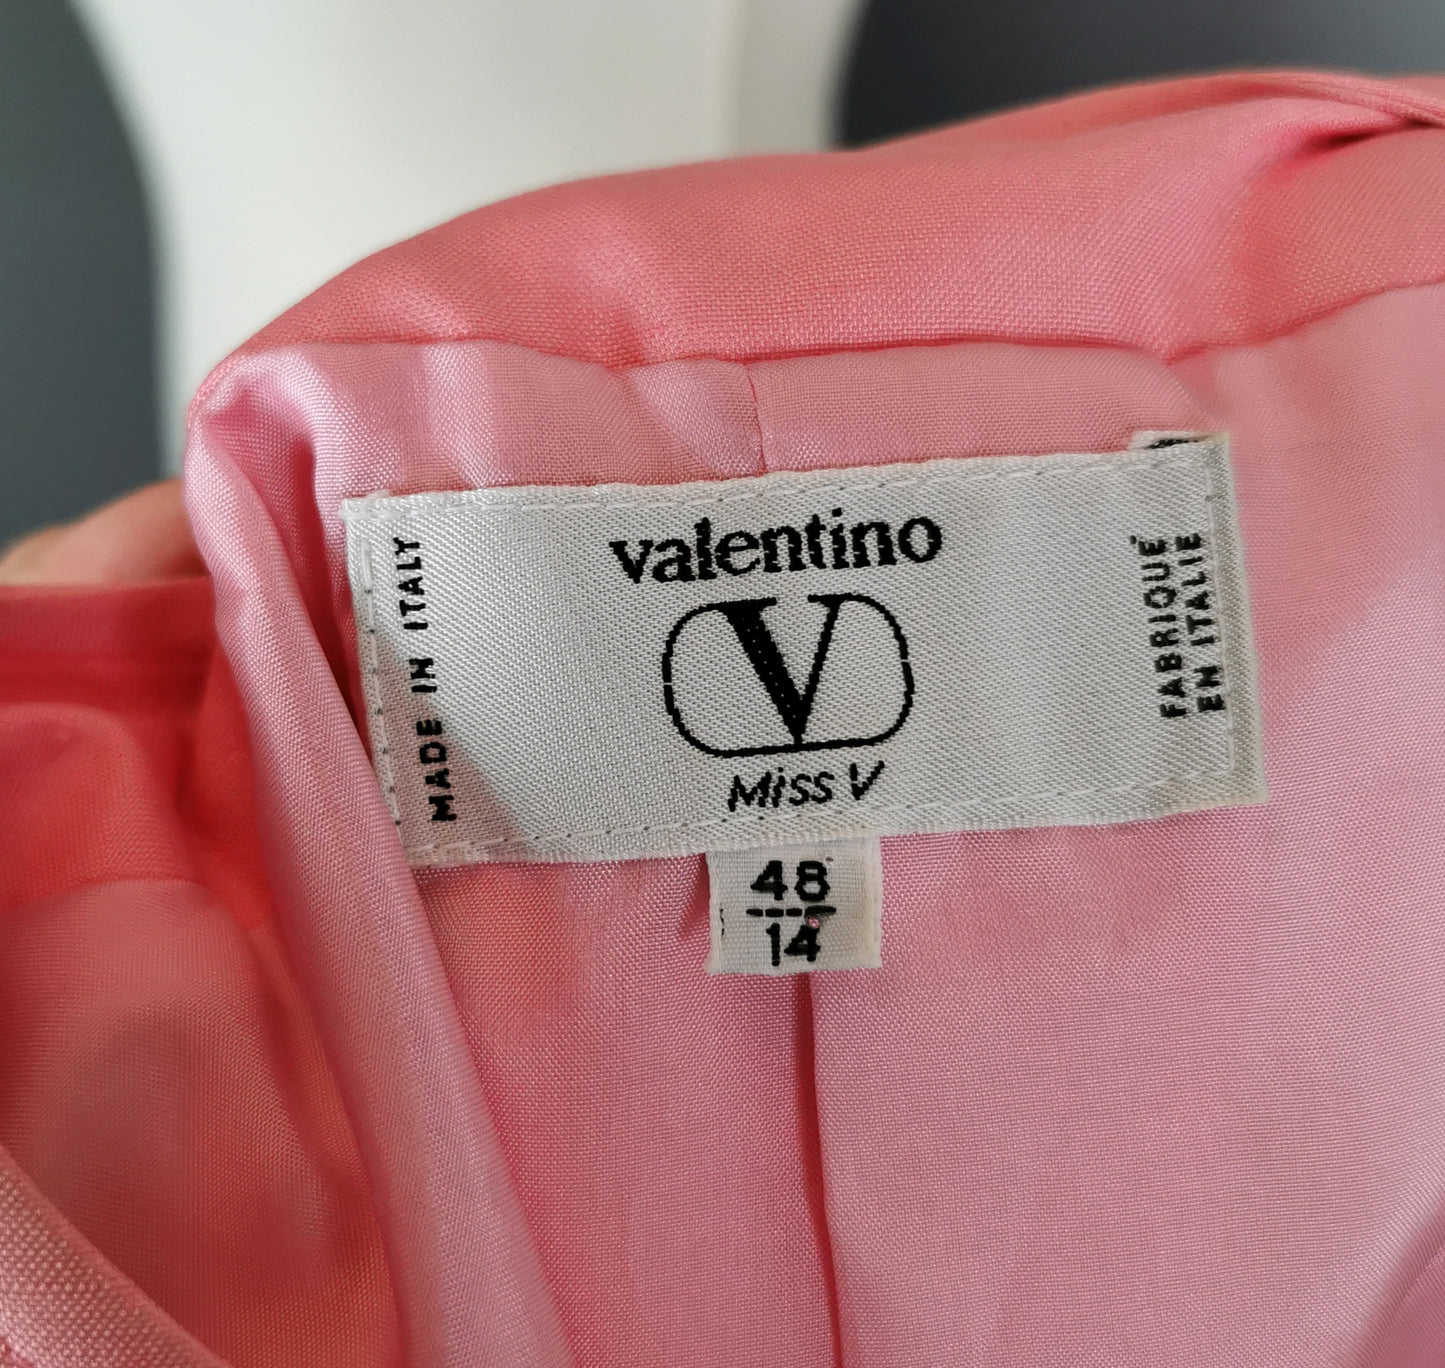 valentino
V
Miss V
MADE IN ITALY
FABRIQUÉ
EN ITALIE
48
14